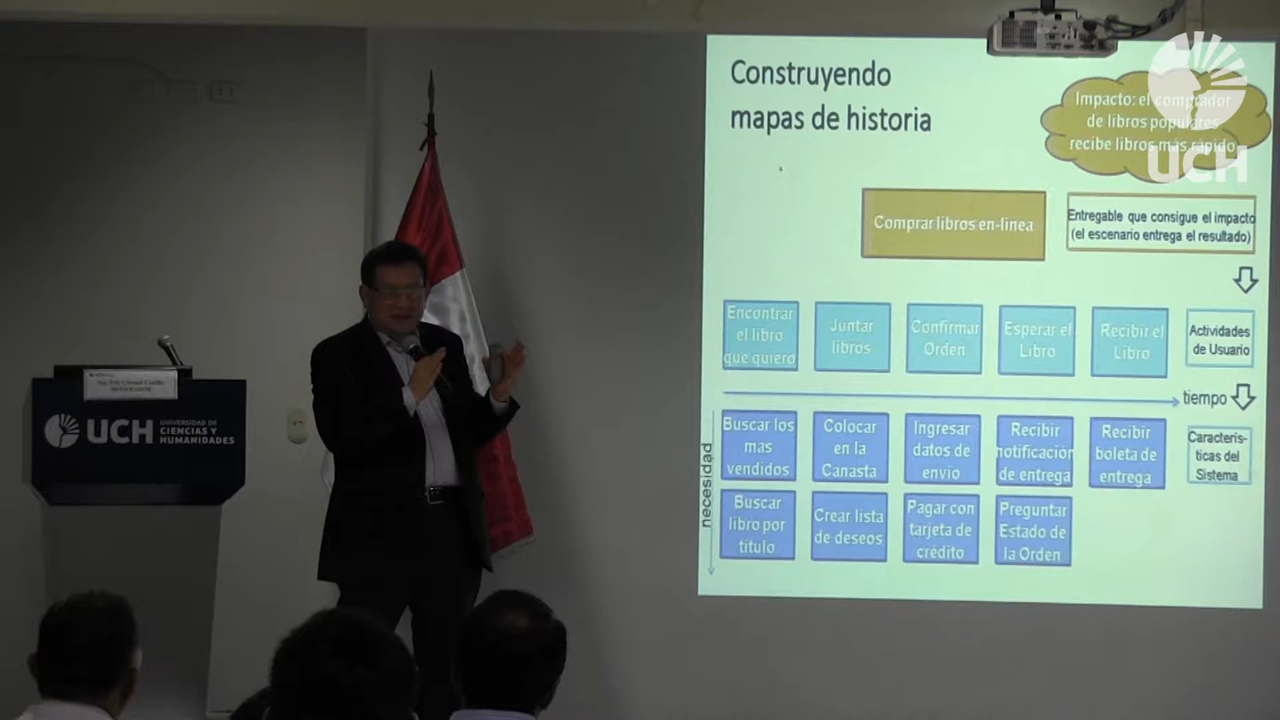 Construyendo
mapas de historia
Impacto: el comprador
de libros populares
recibe libros más rápido
UCH
Comprar libros en-línea
Entregable que consigue el impacto
(el escenario entrega el resultado)
Encontrar
el libro
que quiero
Juntar
libros
Confirmar
Orden
Esperar el
Libro
Recibir el
Libro
Actividades
de Usuario
tiempo
necesidad
Buscar los
mas
vendidos
Colocar
en la
Canasta
Ingresar
datos de
envio
Recibir
notificación
de entrega
Recibir
boleta de
entrega
Caracterís-
ticas del
Sistema
Buscar
libro por
titulo
Crear lista
de deseos
Pagar con
tarjeta de
crédito
Preguntar
Estado de
la Orden
UCH
UNIVERSIDAD DE
CIENCIAS Y
HUMANIDADES